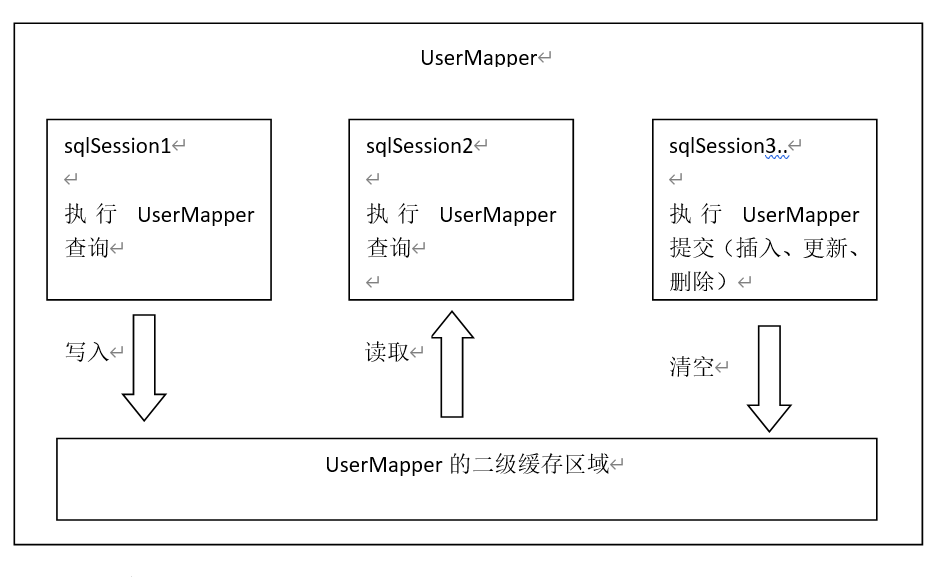 UserMapper
sqlSession1
执行 UserMapper
查询
sqlSession2
执行 UserMapper
查询
sqlSession3..
执行 UserMapper
提交（插入、更新、
删除）
写入
读取
清空
UserMapper 的二级缓存区域